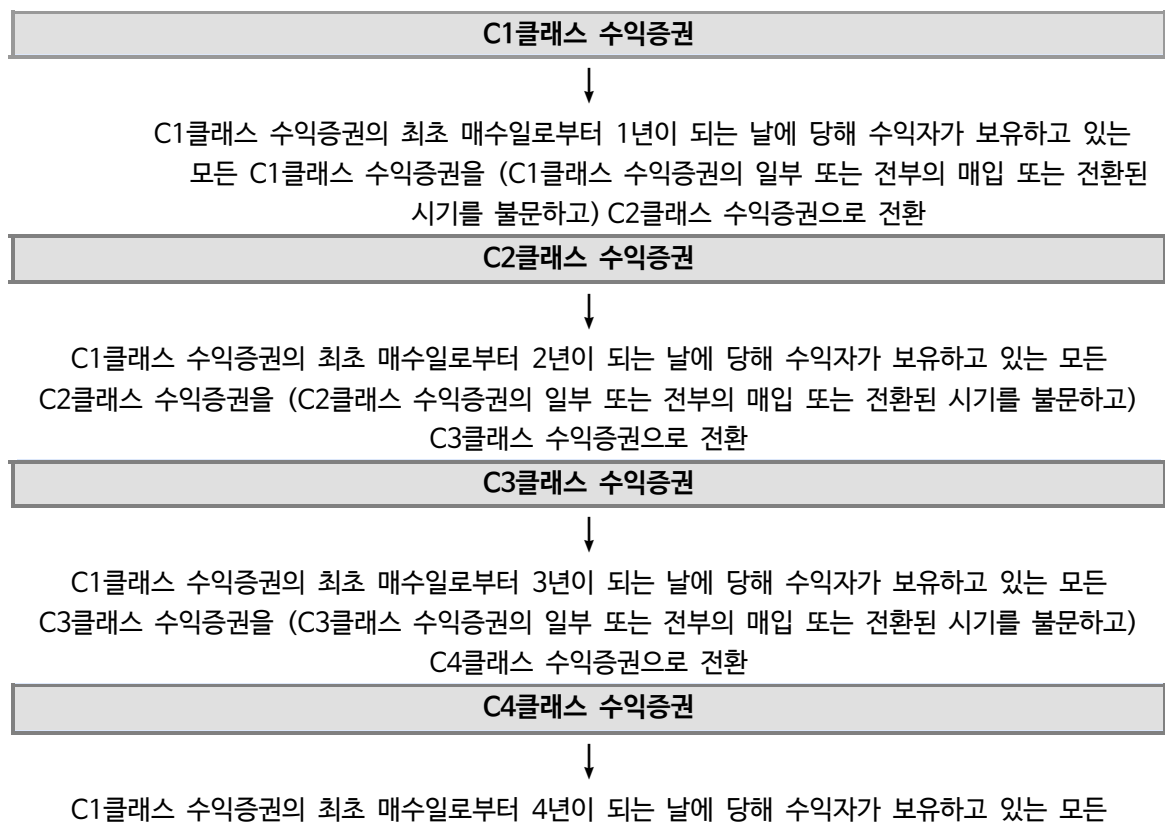 C1클래스 수익증권
C1클래스 수익증권의 최초 매수일로부터 1년이 되는 날에 당해 수익자가 보유하고 있는
모든 C1클래스 수익증권을 (C1클래스 수익증권의 일부 또는 전부의 매입 또는 전환된
시기를 불문하고) C2클래스 수익증권으로 전환
C2클래스 수익증권
C1클래스 수익증권의 최초 매수일로부터 2년이 되는 날에 당해 수익자가 보유하고 있는 모든
C2클래스 수익증권을 (C2클래스 수익증권의 일부 또는 전부의 매입 또는 전환된 시기를 불문하고)
C3클래스 수익증권으로 전환
C3클래스 수익증권
C1클래스 수익증권의 최초 매수일로부터 3년이 되는 날에 당해 수익자가 보유하고 있는 모든
C3클래스 수익증권을 (C3클래스 수익증권의 일부 또는 전부의 매입 또는 전환된 시기를 불문하고)
C4클래스 수익증권으로 전환
C4클래스 수익증권
C1클래스 수익증권의 최초 매수일로부터 4년이 되는 날에 당해 수익자가 보유하고 있는 모든